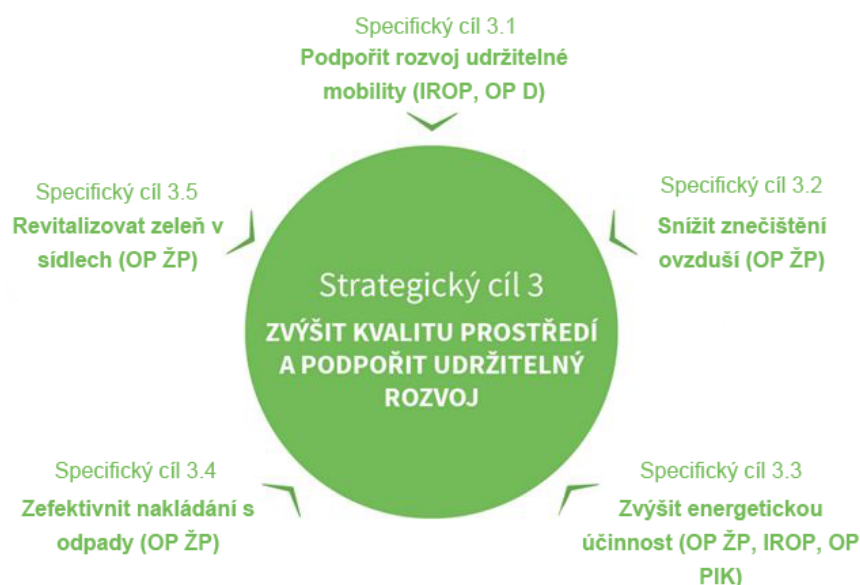 Specifický cíl 3.1
Podpořit rozvoj udržitelné
mobility (IROP, OP D)
Specifický cíl 3.5
Revitalizovat zeleň v
sídlech (OP ŽP)
Specifický cíl 3.2
Snížit znečištění
ovzduší (OP ŽP)
Strategický cíl 3
ZVÝŠIT KVALITU PROSTŘEDÍ
A PODPOŘIT UDRŽITELNÝ
ROZVOJ
Specifický cíl 3.4
Zefektivnit nakládání s
odpady (OP ŽP)
Specifický cíl 3.3
Zvýšit energetickou
účinnost (OP ŽP, IROP, OP
PIK)